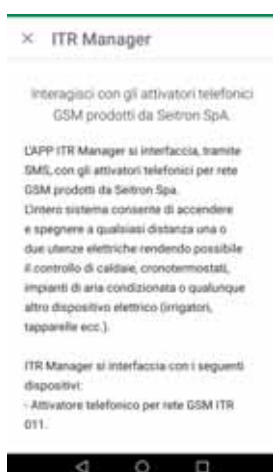 × ITR Manager
Interagisci con gli attivatori telefonici
GSM prodotti da Seitron SpA.
L'APP ITR Manager si interfaccia, tramite
SMS, con gli attivatori telefonici per rete
GSM prodotti da Seitron Spa.
L'intero sistema consente di accendere
e spegnere a qualsiasi distanza una o
due utenze elettriche rendendo possibile
il controllo di caldaie, cronotermostati,
impianti di aria condizionata o qualunque
altro dispositivo elettrico (irrigatori,
tapparelle ecc.).
ITR Manager si interfaccia con i seguenti
dispositivi:
- Attivatore telefonico per rete GSM ITR
011.